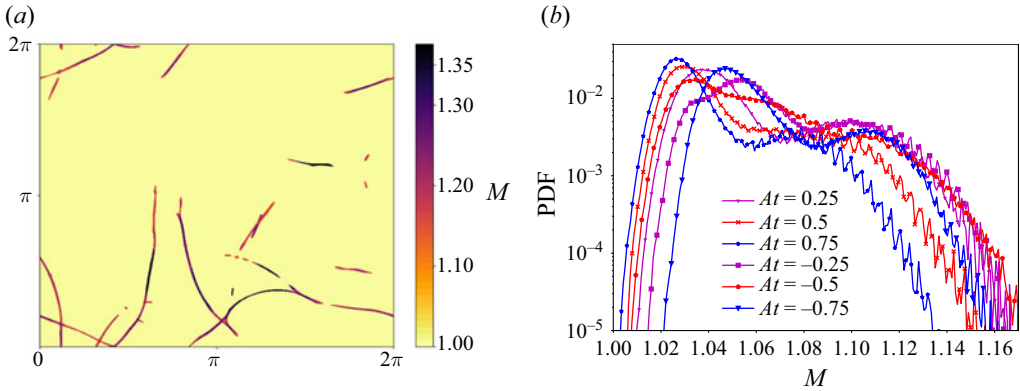 (a)
(b)
2π
π
0
π
2π
1.35
1.30
1.20
1.10
1.00
M
PDF
10⁻²
10⁻³
10⁻⁴
10⁻⁵
At = 0.25
At = 0.5
At = 0.75
At = –0.25
At = –0.5
At = –0.75
1.00 1.02 1.04 1.06 1.08 1.10 1.12 1.14 1.16
M